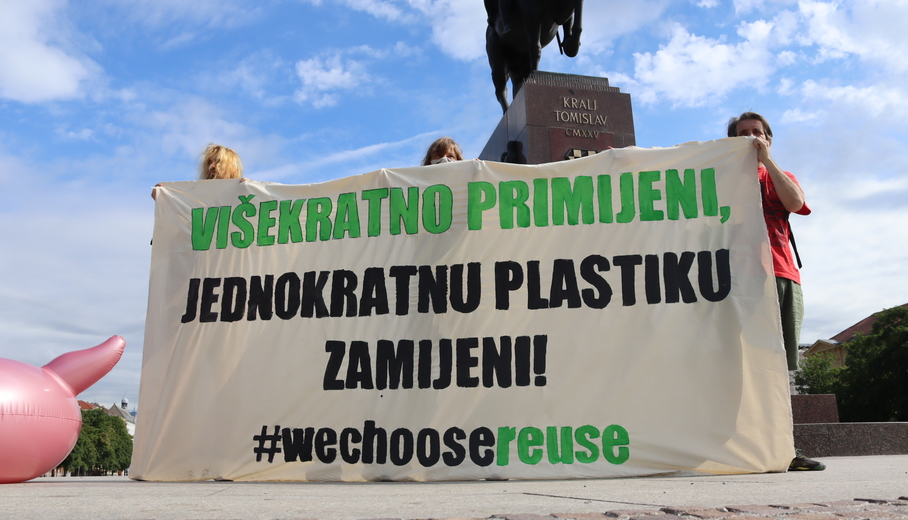 KRALJ
TOMISLAV
CMXXV
VIŠEKRATNO PRIMIJENI,
JEDNOKRATNU PLASTIKU
ZAMIJENI!
#wechoosereuse